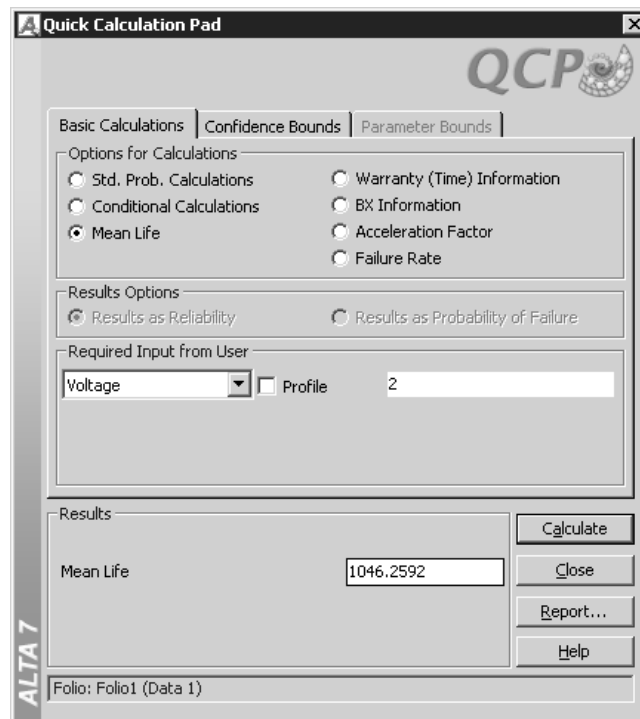 Quick Calculation Pad
QCP
Basic Calculations
Confidence Bounds
Parameter Bounds
Options for Calculations
Std. Prob. Calculations
Warranty (Time) Information
Conditional Calculations
BX Information
Mean Life
Acceleration Factor
Failure Rate
Results Options
Results as Reliability
Results as Probability of Failure
Required Input from User
Voltage
Profile
2
Results
Mean Life
1046.2592
Calculate
Close
Report...
Help
ALTA 7
Folio: Folio1 (Data 1)